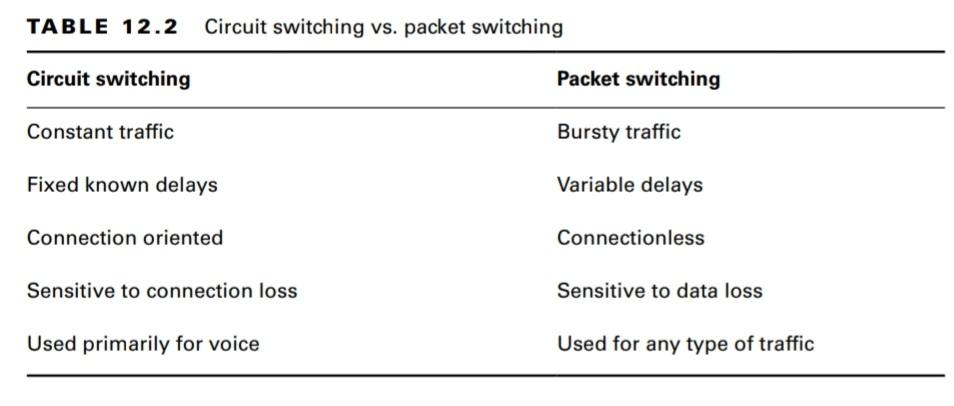 TABLE 12.2 Circuit switching vs. packet switching
Circuit switching Packet switching
Constant traffic Bursty traffic
Fixed known delays Variable delays
Connection oriented Connectionless
Sensitive to connection loss Sensitive to data loss
Used primarily for voice Used for any type of traffic